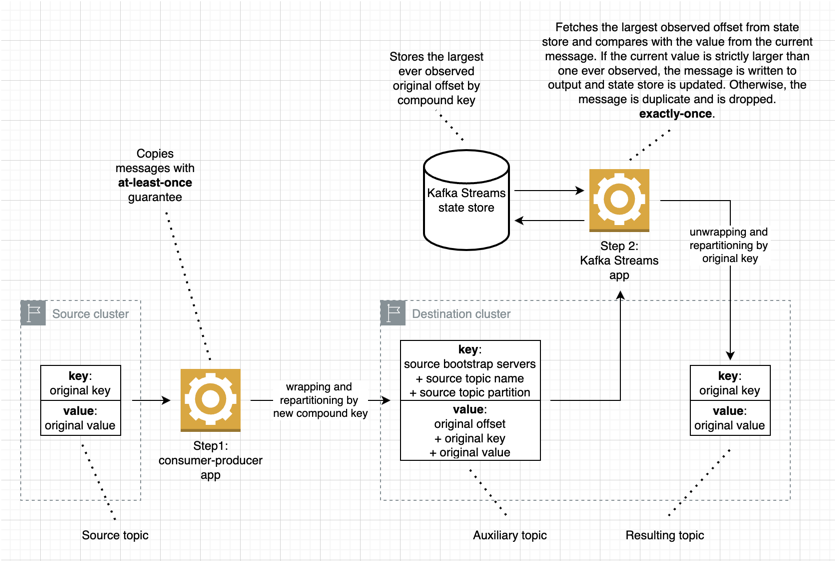 Fetches the largest observed offset from state
store and compares with the value from the current
message. If the current value is strictly larger than
one ever observed, the message is written to
output and state store is updated. Otherwise, the
message is duplicate and is dropped.
exactly-once.
Stores the largest
ever observed
original offset by
compound key
Copies
messages with
at-least-once
guarantee
Kafka Streams
state store
Step 2:
Kafka Streams
app
unwrapping and
repartitioning by
original key
Source cluster
Destination cluster
key:
original key
value:
original value
Step1:
consumer-producer
app
wrapping and
repartitioning by
new compound key
key:
source bootstrap servers
+ source topic name
+ source topic partition
value:
original offset
+ original key
+ original value
key:
original key
value:
original value
Source topic
Auxiliary topic
Resulting topic